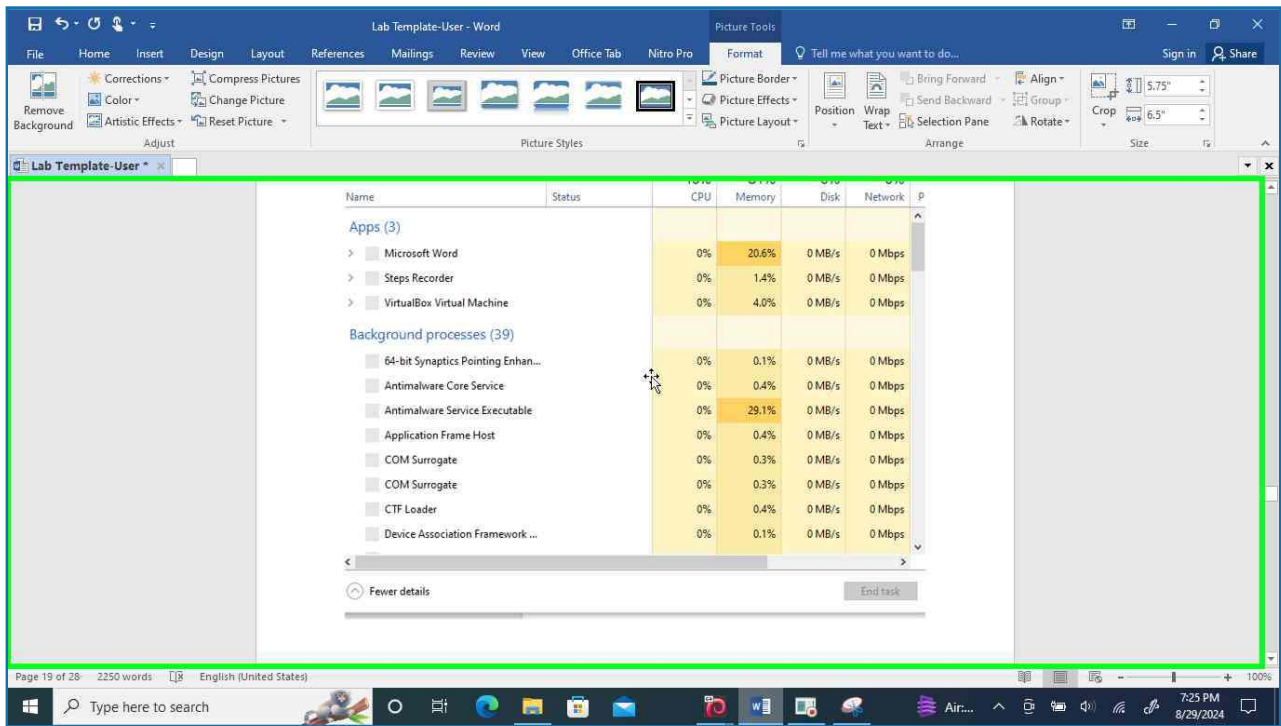 Lab Template-User - Word
Picture Tools
File Home Insert Design Layout References Mailings Review View Office Tab Nitro Pro Format Tell me what you want to do... Sign in Share
Remove Background
Corrections
Color
Artistic Effects
Compress Pictures
Change Picture
Reset Picture
Picture Border
Picture Effects
Picture Layout
Position
Wrap Text
Bring Forward
Send Backward
Selection Pane
Align
Group
Rotate
Crop
5.75"
6.5"
Adjust Picture Styles Arrange Size
Lab Template-User *
Name Status CPU Memory Disk Network P
Apps (3)
Microsoft Word 0% 20.6% 0 MB/s 0 Mbps
Steps Recorder 0% 1.4% 0 MB/s 0 Mbps
VirtualBox Virtual Machine 0% 4.0% 0 MB/s 0 Mbps
Background processes (39)
64-bit Synaptics Pointing Enhan... 0% 0.1% 0 MB/s 0 Mbps
Antimalware Core Service 0% 0.4% 0 MB/s 0 Mbps
Antimalware Service Executable 0% 29.1% 0 MB/s 0 Mbps
Application Frame Host 0% 0.4% 0 MB/s 0 Mbps
COM Surrogate 0% 0.3% 0 MB/s 0 Mbps
COM Surrogate 0% 0.3% 0 MB/s 0 Mbps
CTF Loader 0% 0.4% 0 MB/s 0 Mbps
Device Association Framework ... 0% 0.1% 0 MB/s 0 Mbps
Fewer details End task
Page 19 of 28 2250 words English (United States) 100%
Type here to search Air:... 7:25 PM
8/29/2024